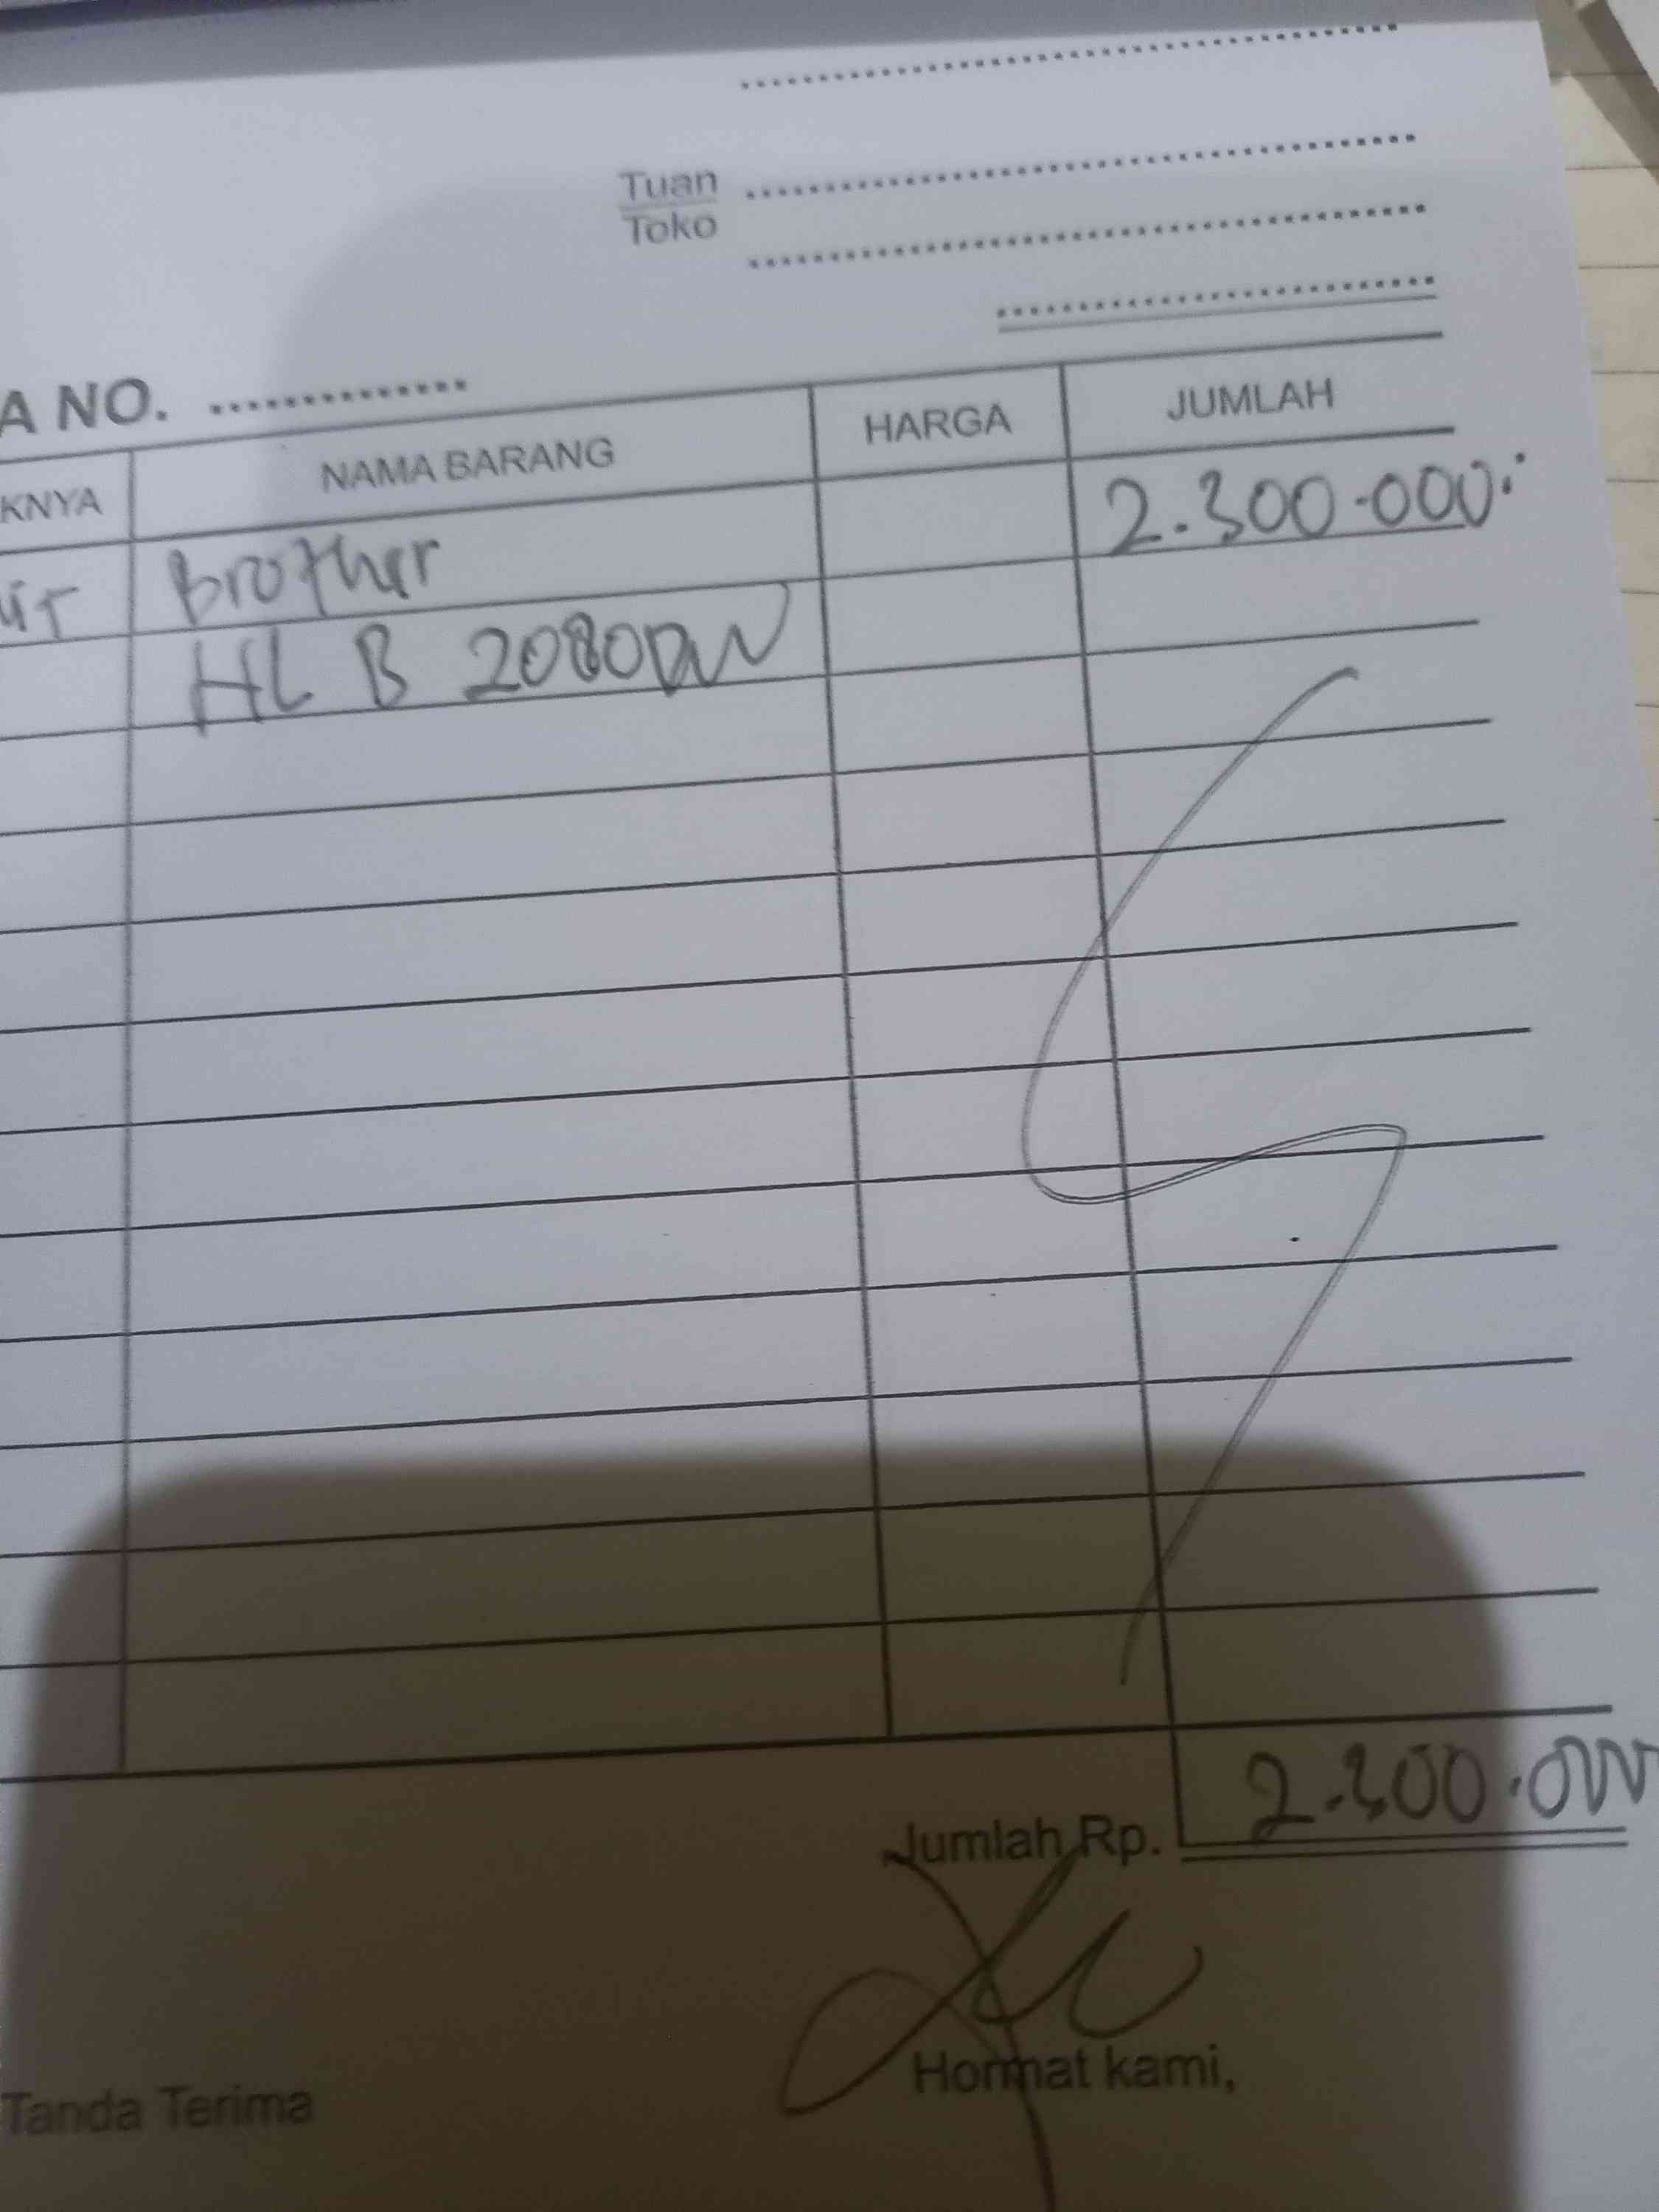 Tuan
Toko
A NO.
KNYA NAMA BARANG HARGA JUMLAH
Brother 2.300.000
HL B 2080DW
Jumlah Rp. 2.300.000
Tanda Terima Hormat kami,